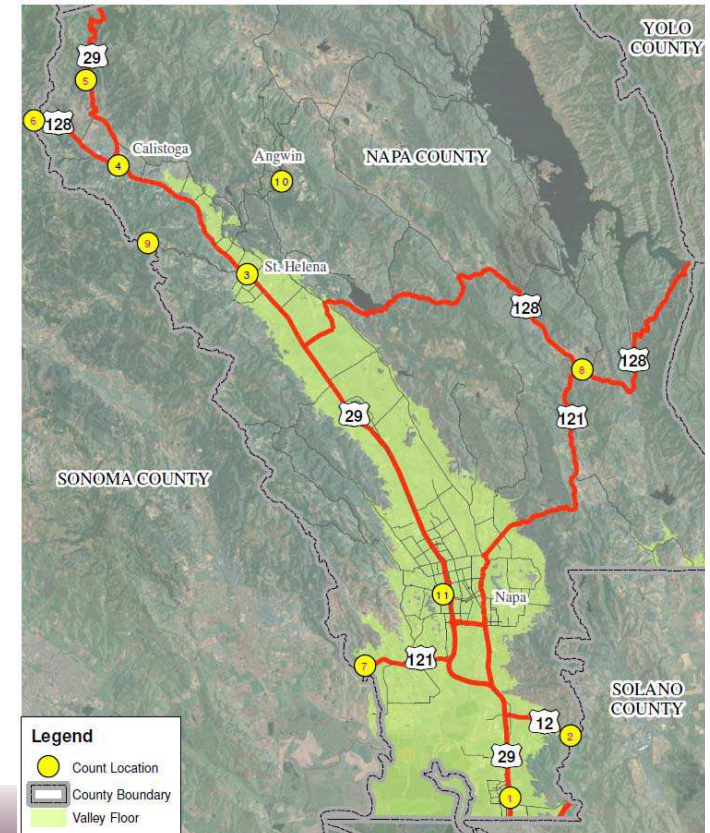 YOLO
COUNTY
29
5
6
128
Calistoga
Angwin
NAPA COUNTY
4
10
9
St. Helena
3
128
128
8
29
121
SONOMA COUNTY
11
Napa
121
7
SOLANO
COUNTY
12
2
29
1
Legend
Count Location
County Boundary
Valley Floor